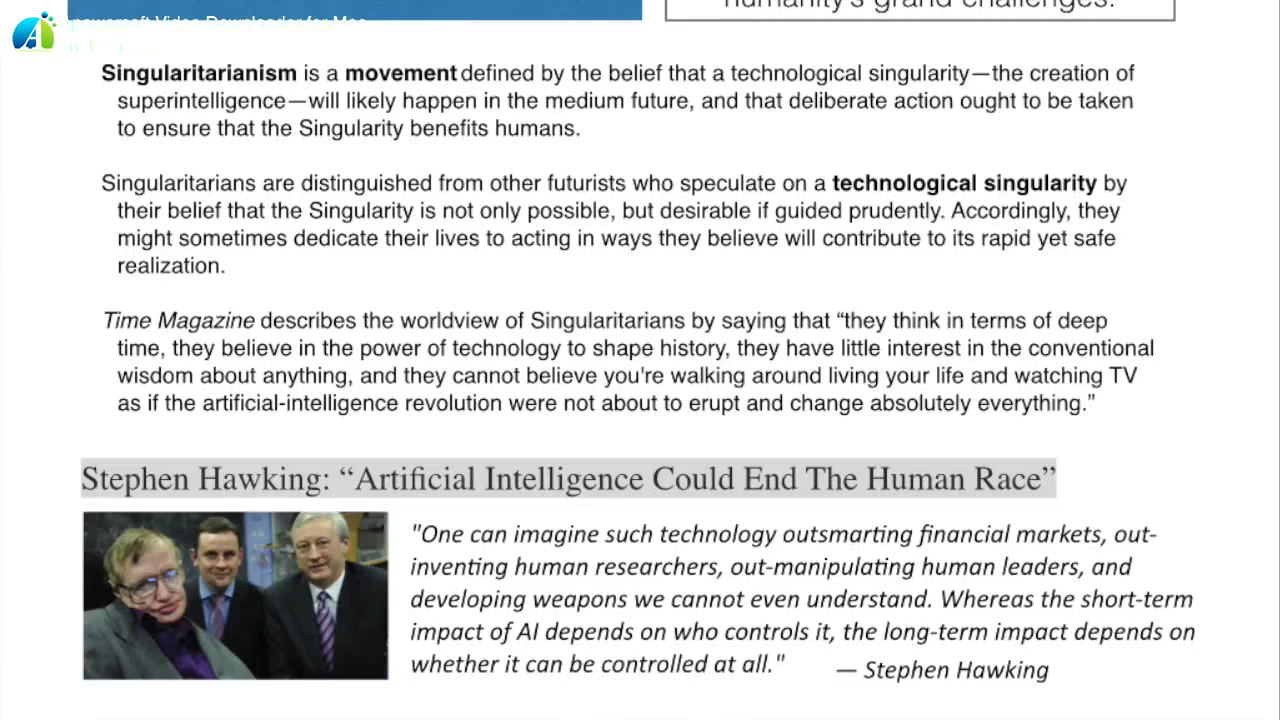 humanity's grand challenges.
Video Downloader for Mac
Singularitarianism is a movement defined by the belief that a technological singularity—the creation of
superintelligence—will likely happen in the medium future, and that deliberate action ought to be taken
to ensure that the Singularity benefits humans.
Singularitarians are distinguished from other futurists who speculate on a technological singularity by
their belief that the Singularity is not only possible, but desirable if guided prudently. Accordingly, they
might sometimes dedicate their lives to acting in ways they believe will contribute to its rapid yet safe
realization.
Time Magazine describes the worldview of Singularitarians by saying that “they think in terms of deep
time, they believe in the power of technology to shape history, they have little interest in the conventional
wisdom about anything, and they cannot believe you're walking around living your life and watching TV
as if the artificial-intelligence revolution were not about to erupt and change absolutely everything.”
Stephen Hawking: “Artificial Intelligence Could End The Human Race”
"One can imagine such technology outsmarting financial markets, out-
inventing human researchers, out-manipulating human leaders, and
developing weapons we cannot even understand. Whereas the short-term
impact of AI depends on who controls it, the long-term impact depends on
whether it can be controlled at all."
— Stephen Hawking